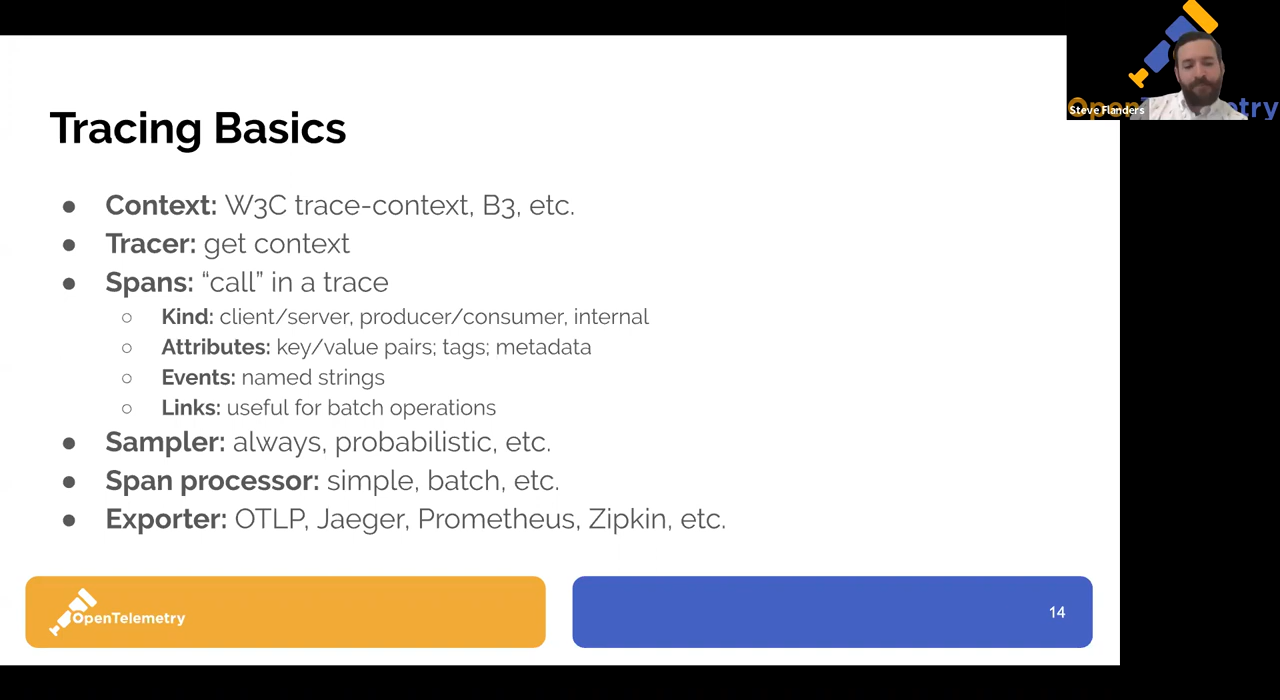 Tracing Basics
● Context: W3C trace-context, B3, etc.
● Tracer: get context
● Spans: “call” in a trace
○ Kind: client/server, producer/consumer, internal
○ Attributes: key/value pairs; tags; metadata
○ Events: named strings
○ Links: useful for batch operations
● Sampler: always, probabilistic, etc.
● Span processor: simple, batch, etc.
● Exporter: OTLP, Jaeger, Prometheus, Zipkin, etc.
OpenTelemetry
14
Steve Flanders